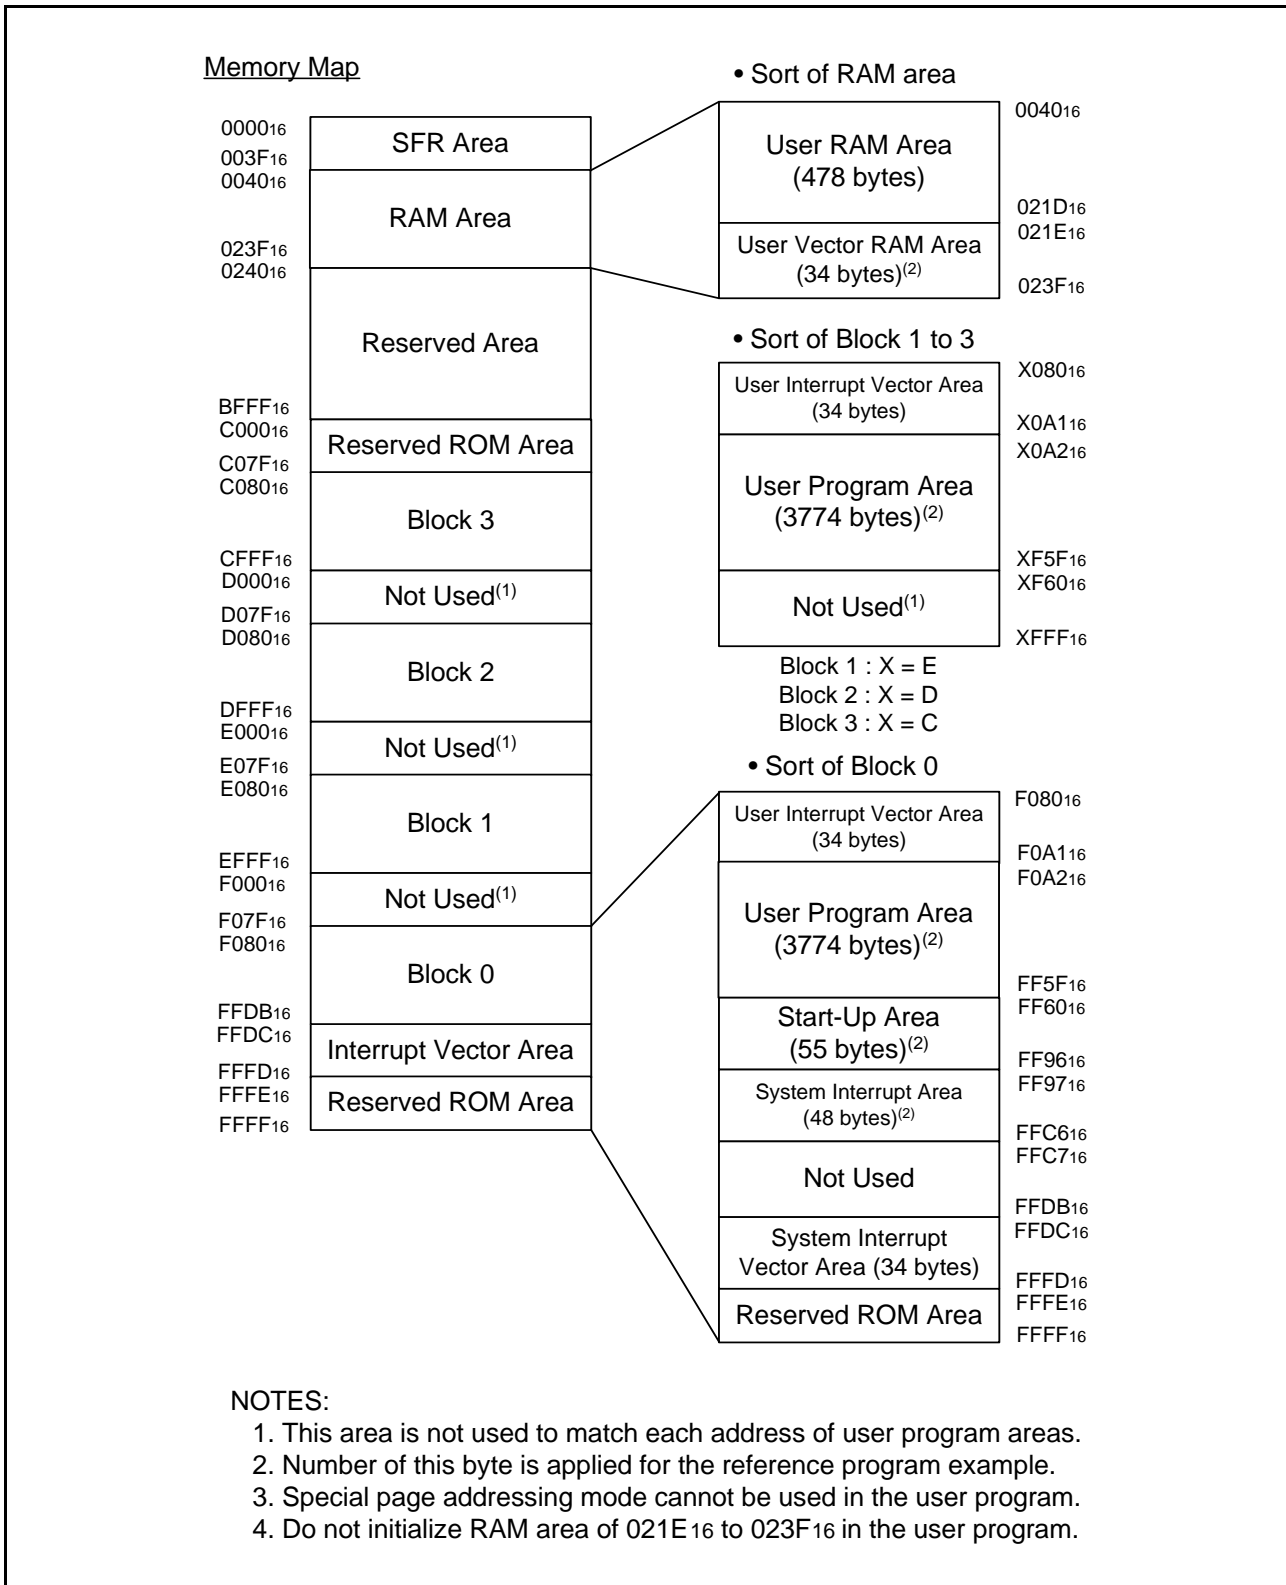 Memory Map
0000₁₆
SFR Area
003F₁₆
0040₁₆
RAM Area
023F₁₆
0240₁₆
Reserved Area
BFFF₁₆
C000₁₆
Reserved ROM Area
C07F₁₆
C080₁₆
Block 3
CFFF₁₆
D000₁₆
Not Used⁽¹⁾
D07F₁₆
D080₁₆
Block 2
DFFF₁₆
E000₁₆
Not Used⁽¹⁾
E07F₁₆
E080₁₆
Block 1
EFFF₁₆
F000₁₆
Not Used⁽¹⁾
F07F₁₆
F080₁₆
Block 0
FFDB₁₆
FFDC₁₆
Interrupt Vector Area
FFFD₁₆
FFFE₁₆
Reserved ROM Area
FFFF₁₆
• Sort of RAM area
0040₁₆
User RAM Area
(478 bytes)
021D₁₆
021E₁₆
User Vector RAM Area
(34 bytes)⁽²⁾
023F₁₆
• Sort of Block 1 to 3
X080₁₆
User Interrupt Vector Area
(34 bytes)
X0A1₁₆
X0A2₁₆
User Program Area
(3774 bytes)⁽²⁾
XF5F₁₆
XF60₁₆
Not Used⁽¹⁾
XFFF₁₆
Block 1 : X = E
Block 2 : X = D
Block 3 : X = C
• Sort of Block 0
F080₁₆
User Interrupt Vector Area
(34 bytes)
F0A1₁₆
F0A2₁₆
User Program Area
(3774 bytes)⁽²⁾
FF5F₁₆
FF60₁₆
Start-Up Area
(55 bytes)⁽²⁾
FF96₁₆
FF97₁₆
System Interrupt Area
(48 bytes)⁽²⁾
FFC6₁₆
FFC7₁₆
Not Used
FFDB₁₆
FFDC₁₆
System Interrupt
Vector Area (34 bytes)
FFFD₁₆
FFFE₁₆
Reserved ROM Area
FFFF₁₆
NOTES:
1. This area is not used to match each address of user program areas.
2. Number of this byte is applied for the reference program example.
3. Special page addressing mode cannot be used in the user program.
4. Do not initialize RAM area of 021E₁₆ to 023F₁₆ in the user program.